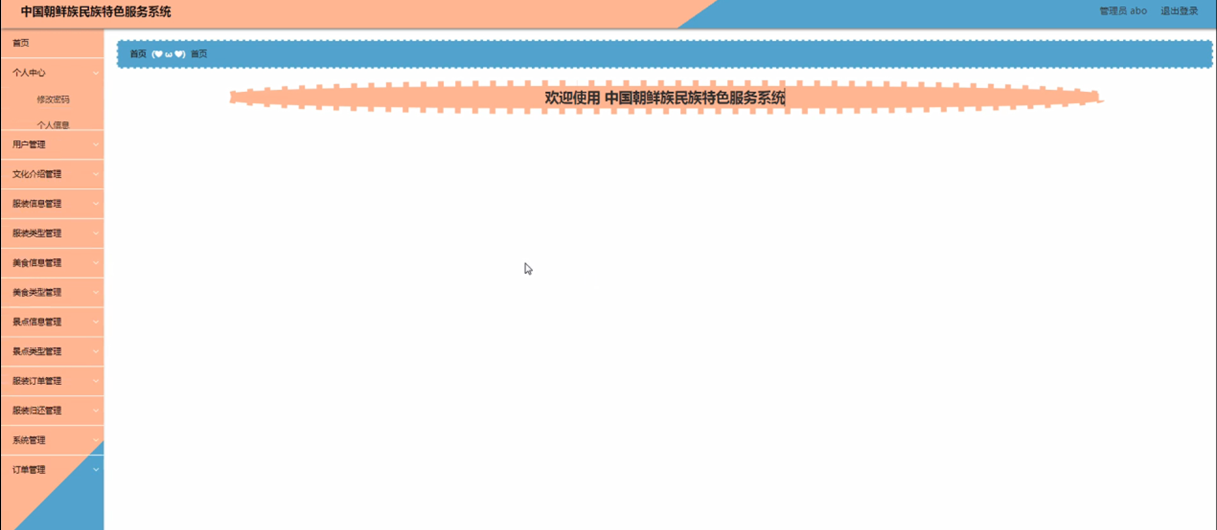 中国朝鲜族民族特色服务系统
管理员 abo 退出登录
首页
个人中心
修改密码
个人信息
用户管理
文化介绍管理
服装信息管理
服装类型管理
美食信息管理
美食类型管理
景点信息管理
景点类型管理
服装订单管理
服装归还管理
系统管理
订单管理
首页 (♥ω♥) 首页
欢迎使用 中国朝鲜族民族特色服务系统